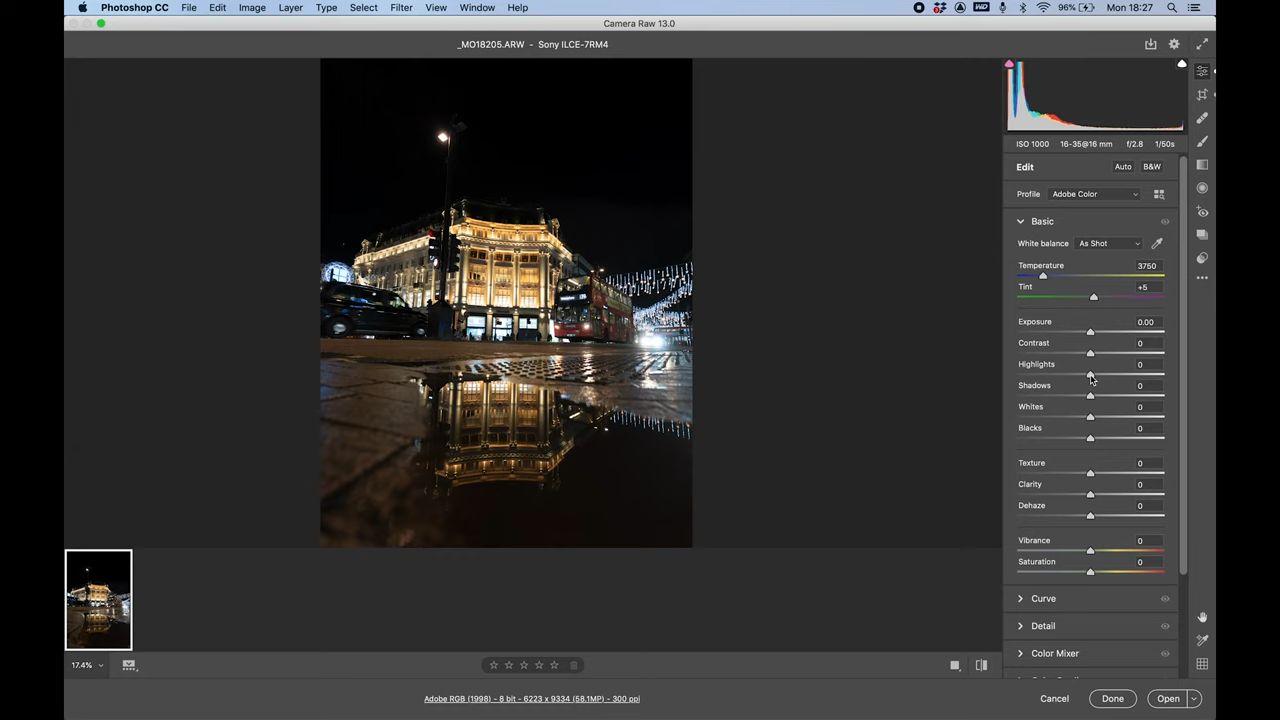 Photoshop CC File Edit Image Layer Type Select Filter View Window Help 96% Mon 18:27
Camera Raw 13.0
_MO18205.ARW - Sony ILCE-7RM4
ISO 1000 16-35@16 mm f/2.8 1/50s
Edit Auto B&W
Profile Adobe Color
Basic
White balance As Shot
Temperature 3750
Tint +5
Exposure 0.00
Contrast 0
Highlights 0
Shadows 0
Whites 0
Blacks 0
Texture 0
Clarity 0
Dehaze 0
Vibrance 0
Saturation 0
Curve
Detail
Color Mixer
17.4%
Adobe RGB (1998) - 8 bit - 6223 x 9334 (58.1MP) - 300 ppi
Cancel Done Open